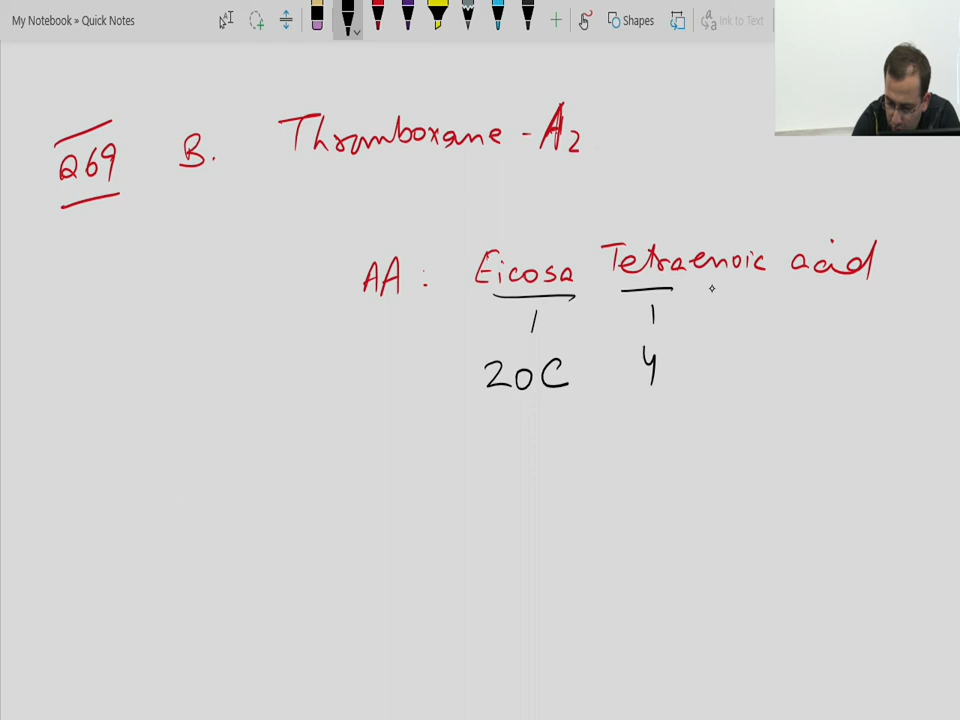 My Notebook » Quick Notes
Shapes
Ink to Text
Q69 B. Thromboxane - A2
AA : Eicosa Tetraenoic acid
20C 4